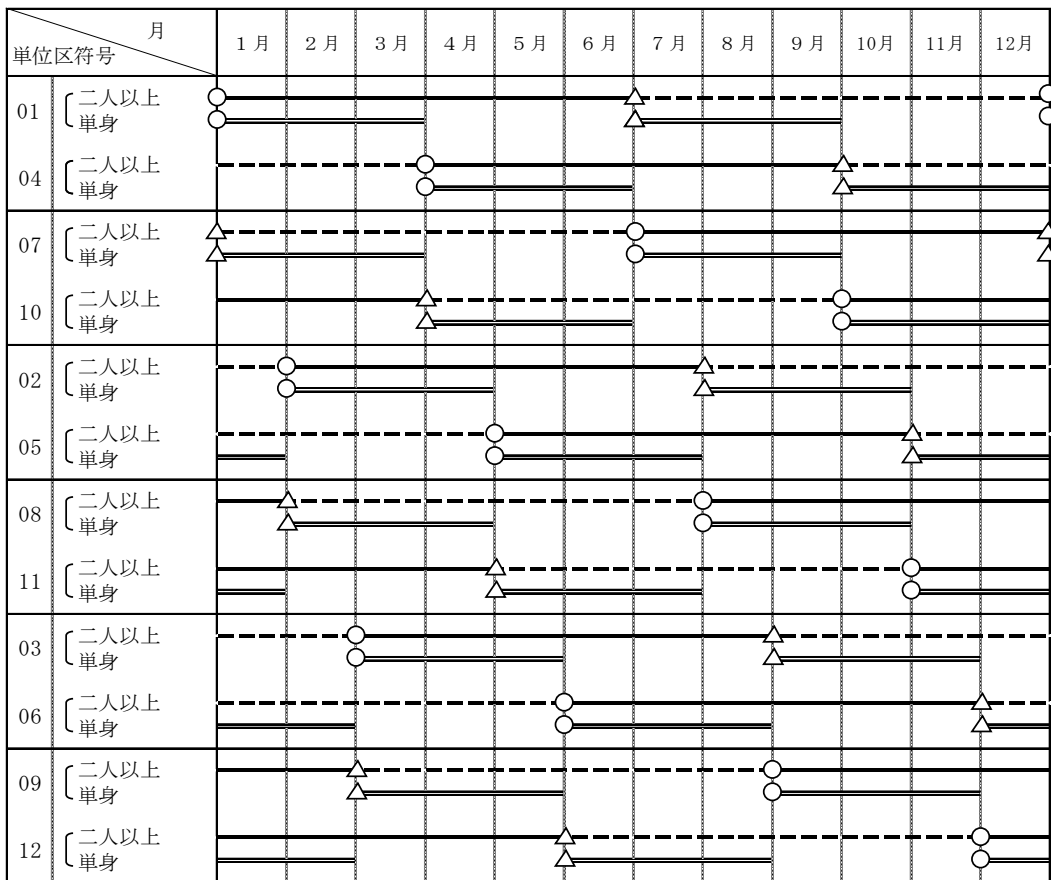 月
単位区符号
1月 2月 3月 4月 5月 6月 7月 8月 9月 10月 11月 12月
01 二人以上
単身
04 二人以上
単身
07 二人以上
単身
10 二人以上
単身
02 二人以上
単身
05 二人以上
単身
08 二人以上
単身
11 二人以上
単身
03 二人以上
単身
06 二人以上
単身
09 二人以上
単身
12 二人以上
単身